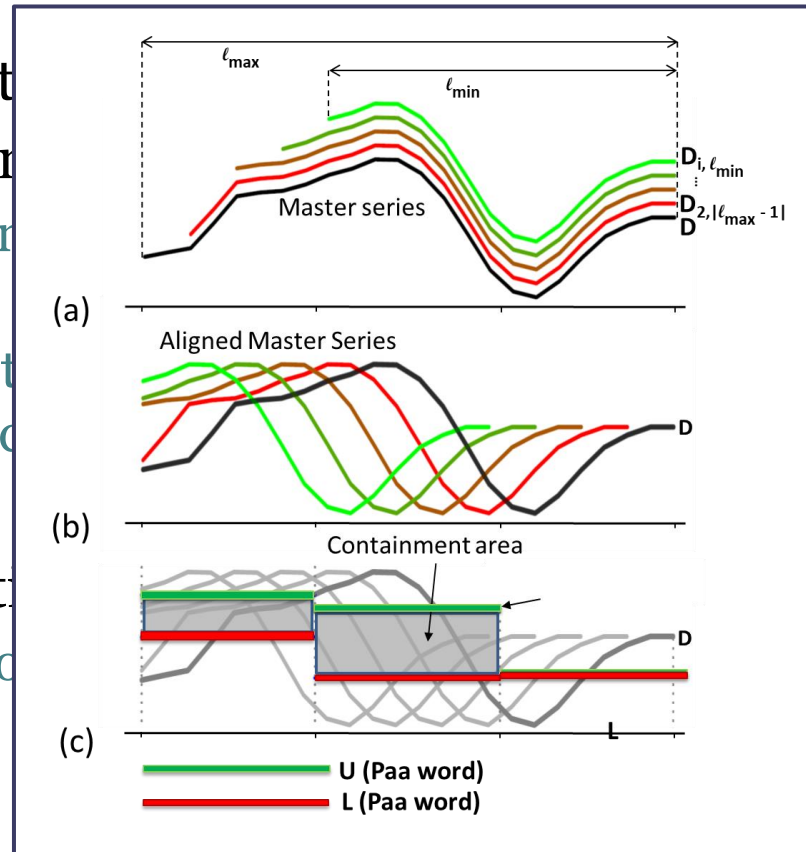 ℓmax
ℓmin
Di, ℓmin
⋮
Master series
D2,|ℓmax - 1|
D
(a)
Aligned Master Series
D
(b)
Containment area
D
(c)
L
U (Paa word)
L (Paa word)